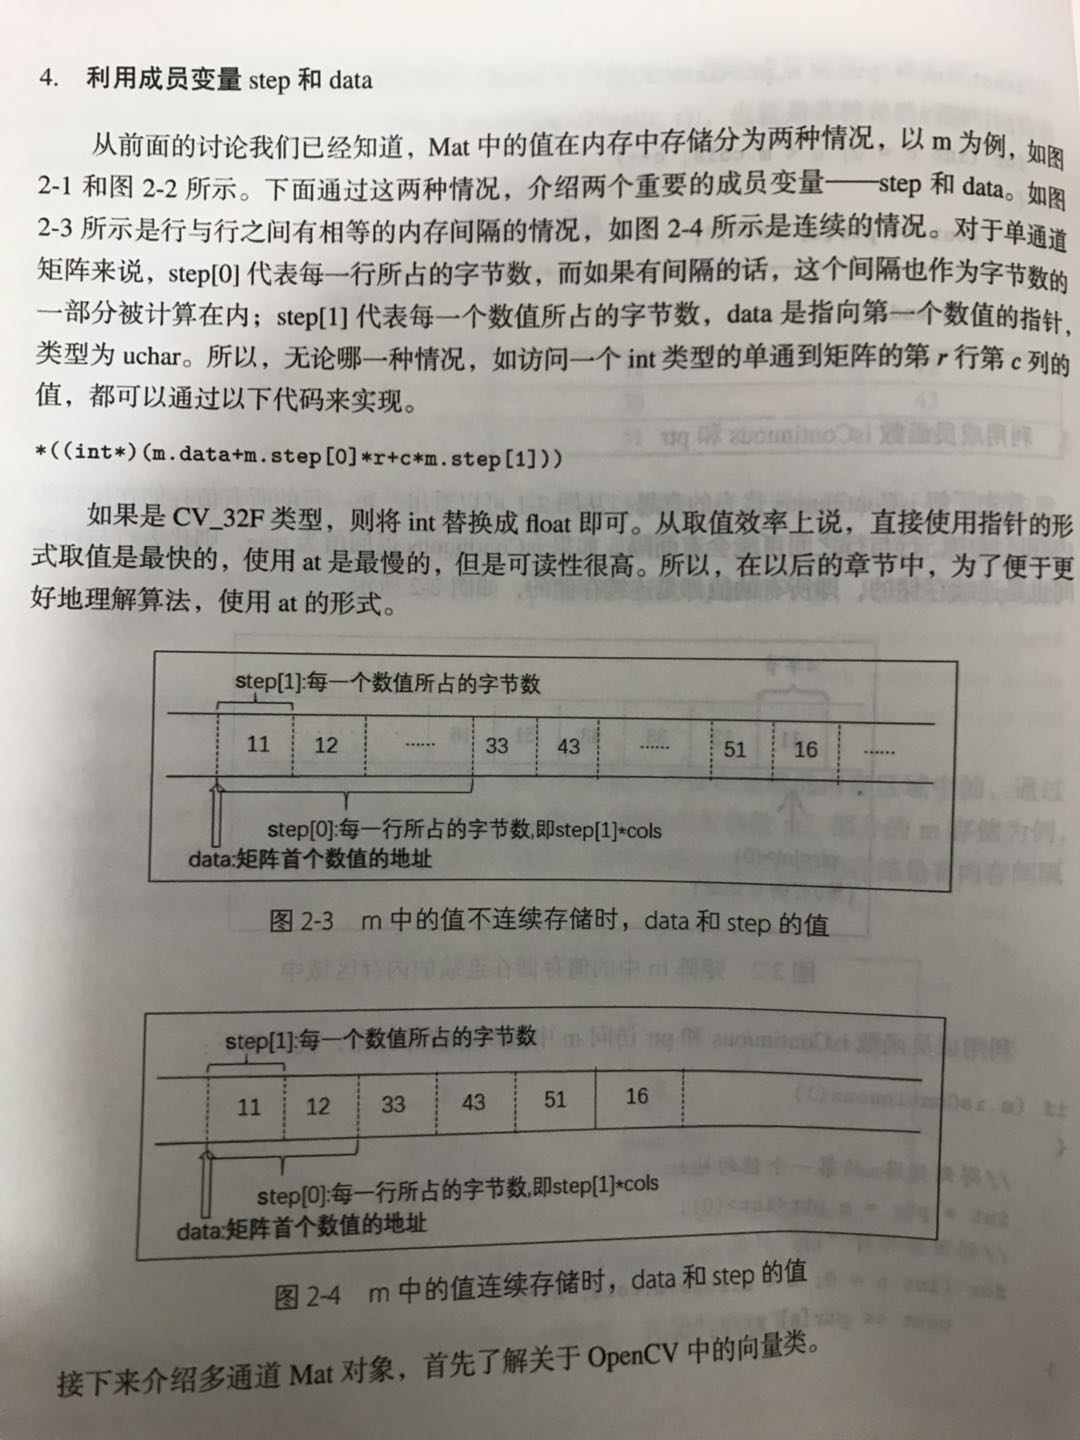 4. 利用成员变量 step 和 data
从前面的讨论我们已经知道，Mat 中的值在内存中存储分为两种情况，以 m 为例，如图
2-1 和图 2-2 所示。下面通过这两种情况，介绍两个重要的成员变量——step 和 data。如图
2-3 所示是行与行之间有相等的内存间隔的情况，如图 2-4 所示是连续的情况。对于单通道
矩阵来说，step[0] 代表每一行所占的字节数，而如果有间隔的话，这个间隔也作为字节数的
一部分被计算在内；step[1] 代表每一个数值所占的字节数，data 是指向第一个数值的指针，
类型为 uchar。所以，无论哪一种情况，如访问一个 int 类型的单通到矩阵的第 r 行第 c 列的
值，都可以通过以下代码来实现。
*((int*)(m.data+m.step[0]*r+c*m.step[1]))
如果是 CV_32F 类型，则将 int 替换成 float 即可。从取值效率上说，直接使用指针的形
式取值是最快的，使用 at 是最慢的，但是可读性很高。所以，在以后的章节中，为了便于更
好地理解算法，使用 at 的形式。
step[1]:每一个数值所占的字节数
11 12 ...... 33 43 ...... 51 16 ......
step[0]:每一行所占的字节数,即step[1]*cols
data:矩阵首个数值的地址
图 2-3 m 中的值不连续存储时，data 和 step 的值
step[1]:每一个数值所占的字节数
11 12 33 43 51 16
step[0]:每一行所占的字节数,即step[1]*cols
data:矩阵首个数值的地址
图 2-4 m 中的值连续存储时，data 和 step 的值
接下来介绍多通道 Mat 对象，首先了解关于 OpenCV 中的向量类。